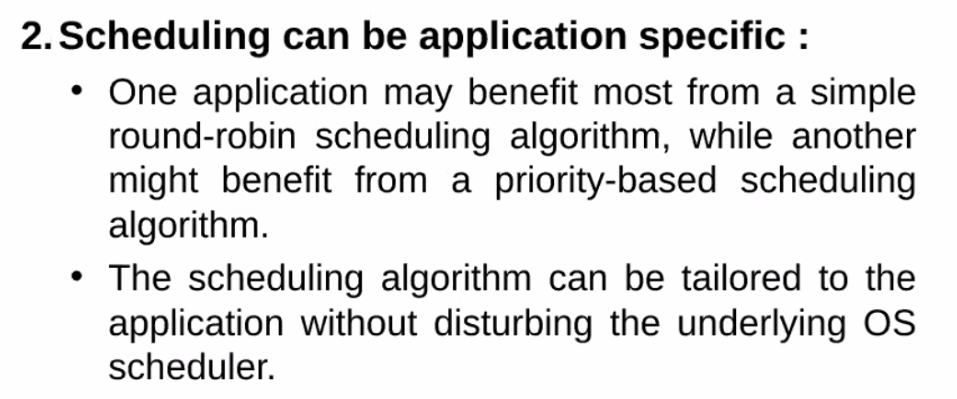 2. Scheduling can be application specific :
• One application may benefit most from a simple
round-robin scheduling algorithm, while another
might benefit from a priority-based scheduling
algorithm.
• The scheduling algorithm can be tailored to the
application without disturbing the underlying OS
scheduler.